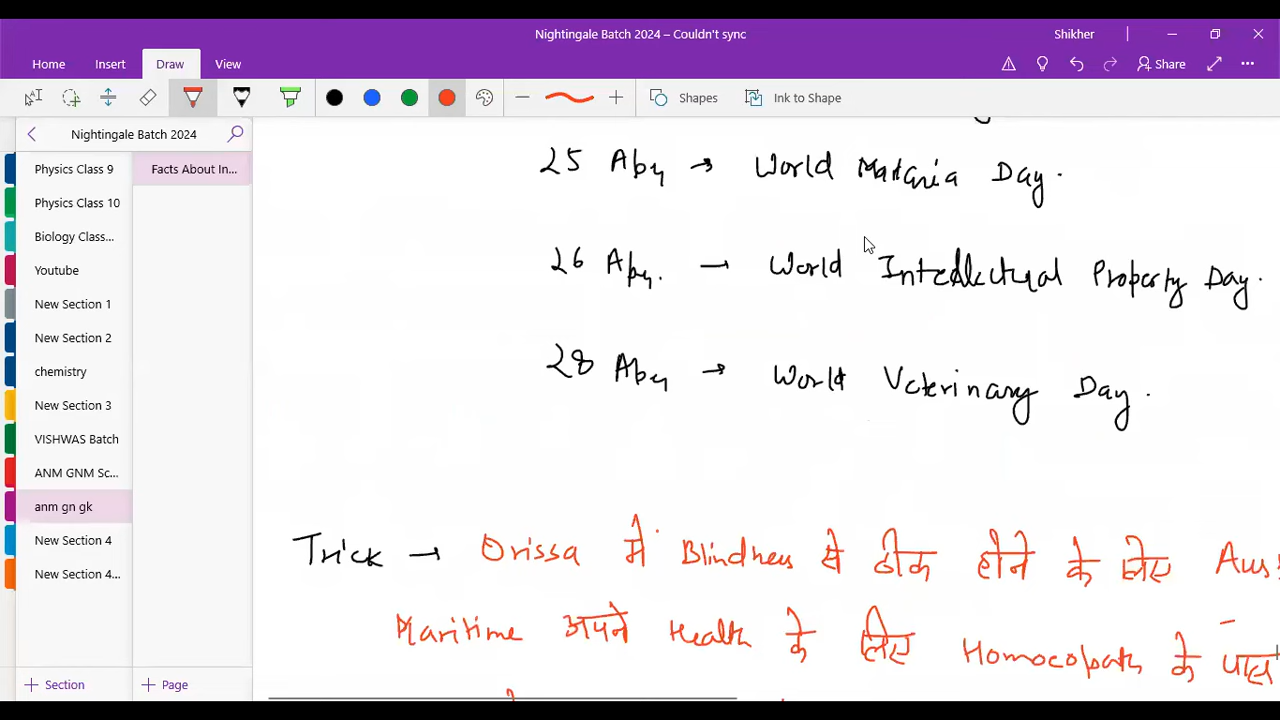 Nightingale Batch 2024 – Couldn't sync
Shikher
Home Insert Draw View
Share
Shapes
Ink to Shape
Nightingale Batch 2024
Physics Class 9
Physics Class 10
Biology Class...
Youtube
New Section 1
New Section 2
chemistry
New Section 3
VISHWAS Batch
ANM GNM Sc...
anm gn gk
New Section 4
New Section 4...
Section
Facts About In...
Page
25 Apr → World Malaria Day.
26 Apr. → World Intellectual Property Day.
28 Apr → World Veterinary Day.
Trick → Orissa में Blindness से ठीक होने के लिए Aus
Maritime अपने Health के लिए Homoeopath के पास